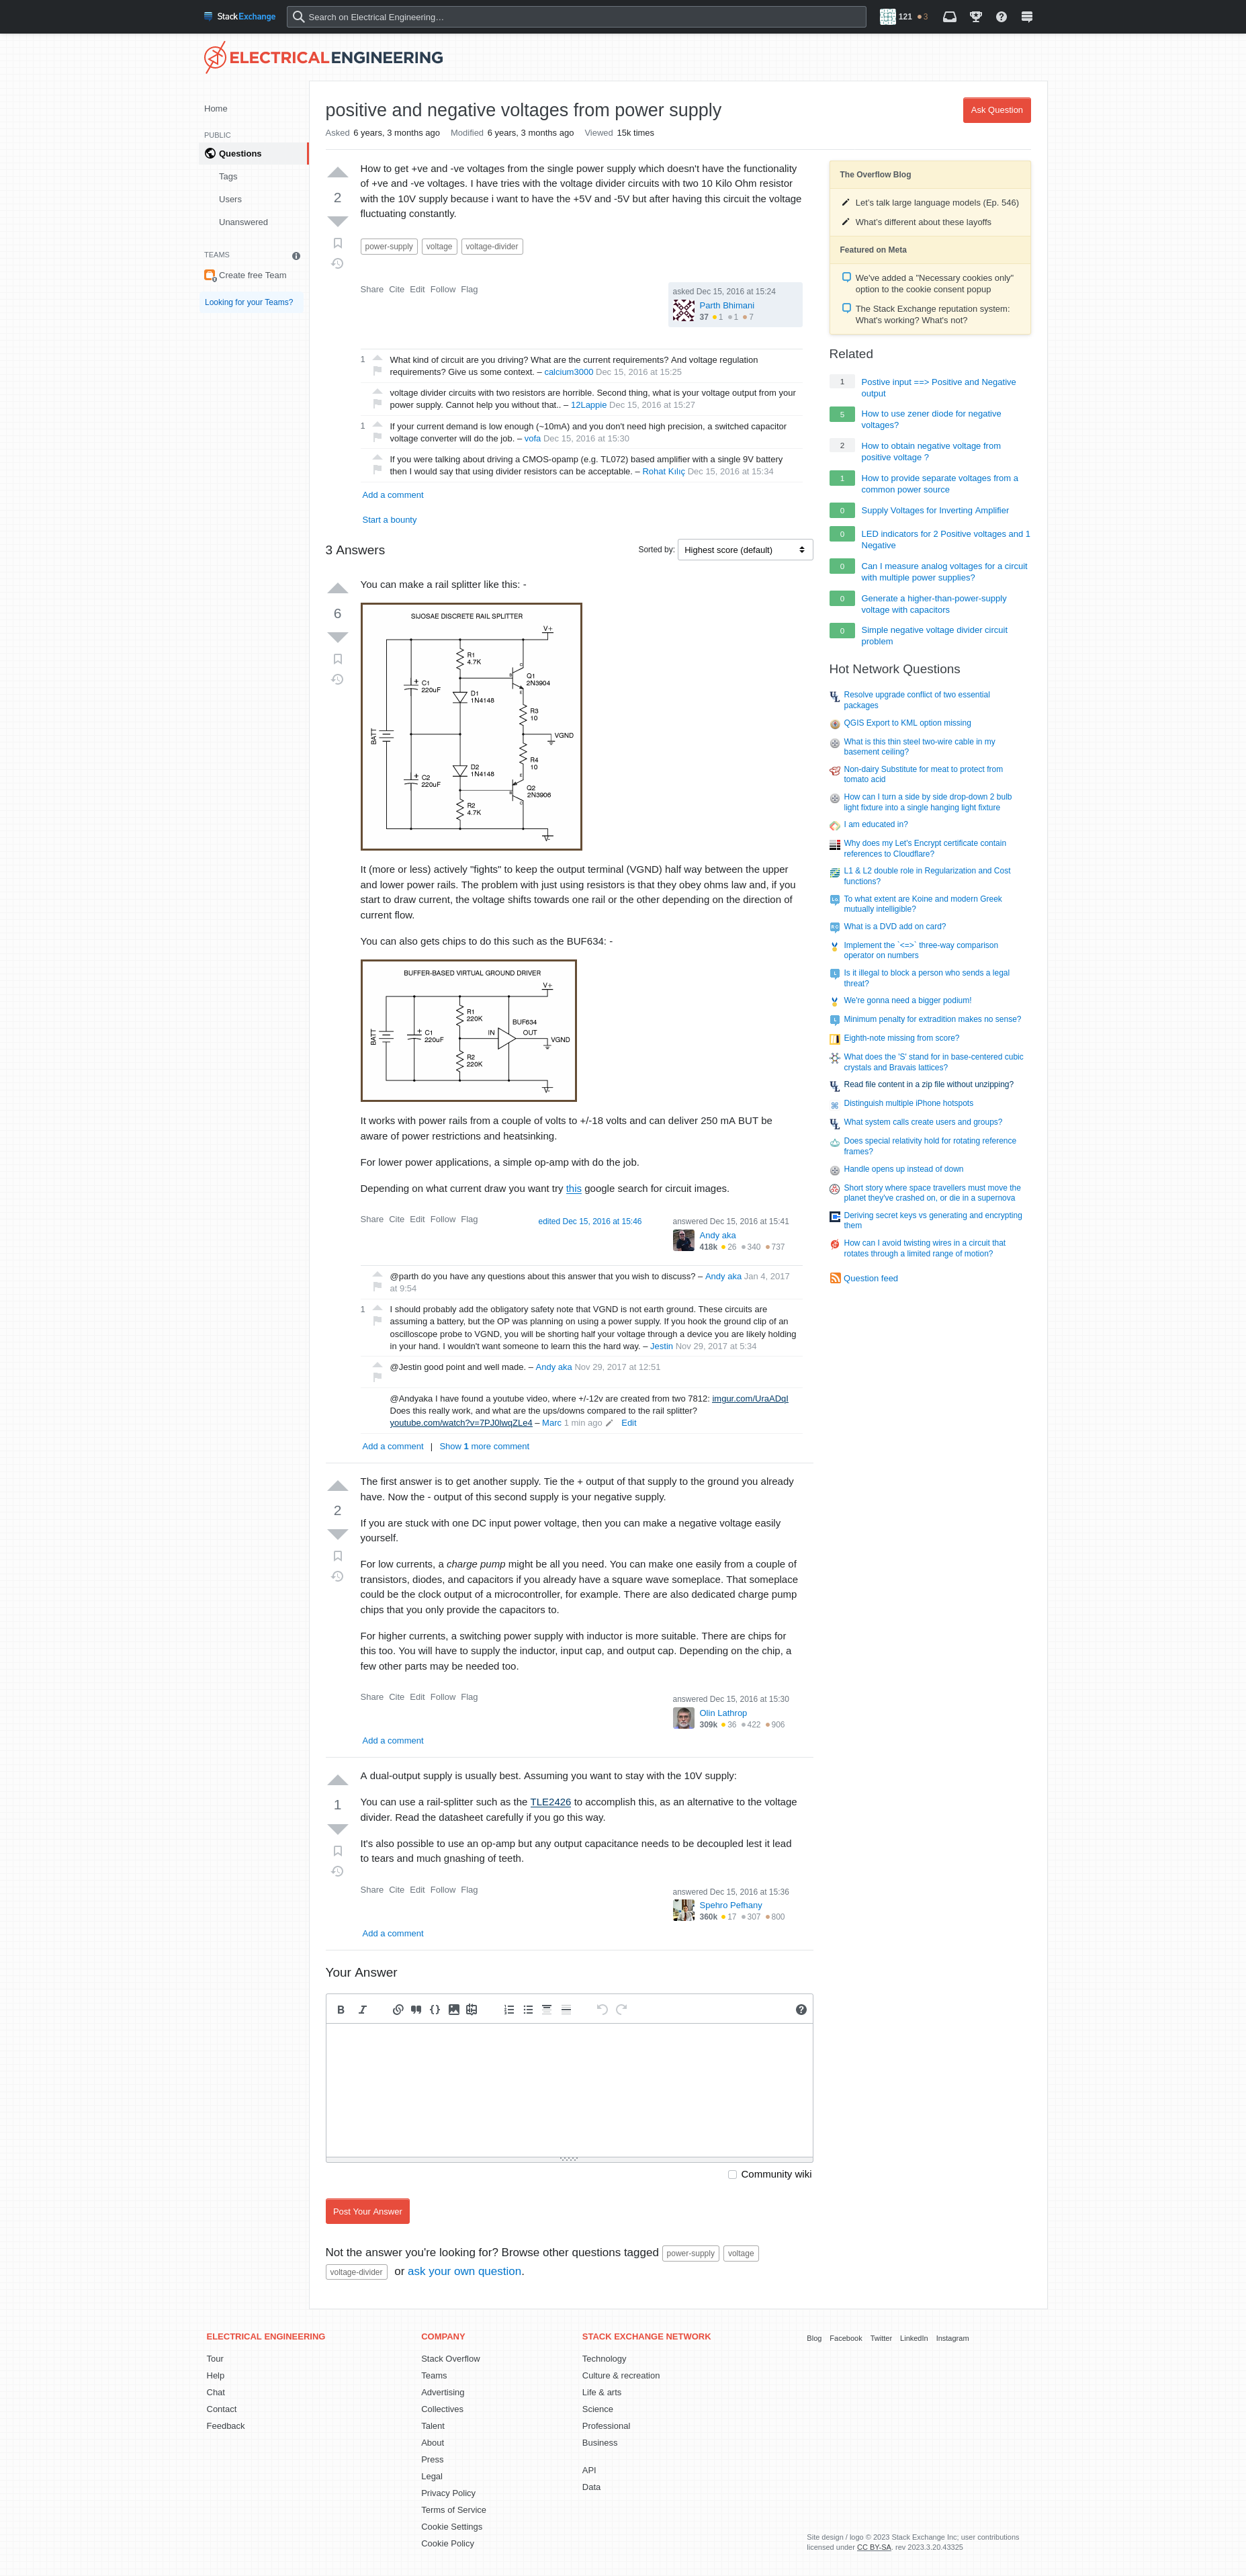 StackExchange
Search on Electrical Engineering…
121
3
ELECTRICAL ENGINEERING
Home
PUBLIC
Questions
Tags
Users
Unanswered
TEAMS
Create free Team
Looking for your Teams?
positive and negative voltages from power supply
Ask Question
Asked 6 years, 3 months ago Modified 6 years, 3 months ago Viewed 15k times
2
How to get +ve and -ve voltages from the single power supply which doesn't have the functionality
of +ve and -ve voltages. I have tries with the voltage divider circuits with two 10 Kilo Ohm resistor
with the 10V supply because i want to have the +5V and -5V but after having this circuit the voltage
fluctuating constantly.
power-supply voltage voltage-divider
Share Cite Edit Follow Flag
asked Dec 15, 2016 at 15:24
Parth Bhimani
37 1 1 7
1 What kind of circuit are you driving? What are the current requirements? And voltage regulation
requirements? Give us some context. – calcium3000 Dec 15, 2016 at 15:25
voltage divider circuits with two resistors are horrible. Second thing, what is your voltage output from your
power supply. Cannot help you without that.. – 12Lappie Dec 15, 2016 at 15:27
1 If your current demand is low enough (~10mA) and you don't need high precision, a switched capacitor
voltage converter will do the job. – vofa Dec 15, 2016 at 15:30
If you were talking about driving a CMOS-opamp (e.g. TL072) based amplifier with a single 9V battery
then I would say that using divider resistors can be acceptable. – Rohat Kılıç Dec 15, 2016 at 15:34
Add a comment
Start a bounty
3 Answers
Sorted by: Highest score (default)
6
You can make a rail splitter like this: -
SIJOSAE DISCRETE RAIL SPLITTER
V+
R1
4.7K
Q1
2N3904
C1
220uF
D1
1N4148
R3
10
BATT
VGND
R4
10
D2
1N4148
C2
220uF
Q2
2N3906
R2
4.7K
V-
It (more or less) actively "fights" to keep the output terminal (VGND) half way between the upper
and lower power rails. The problem with just using resistors is that they obey ohms law and, if you
start to draw current, the voltage shifts towards one rail or the other depending on the direction of
current flow.
You can also get chips to do this such as the BUF634: -
BUFFER-BASED VIRTUAL GROUND DRIVER
V+
R1
220K
BUF634
C1
220uF
IN
OUT
BATT
VGND
R2
220K
V-
It works with power rails from a couple of volts to +/-18 volts and can deliver 250 mA BUT be
aware of power restrictions and heatsinking.
For lower power applications, a simple op-amp with do the job.
Depending on what current draw you want try this google search for circuit images.
Share Cite Edit Follow Flag
edited Dec 15, 2016 at 15:46
answered Dec 15, 2016 at 15:41
Andy aka
418k 26 340 737
@parth do you have any questions about this answer that you wish to discuss? – Andy aka Jan 4, 2017
at 9:54
1 I should probably add the obligatory safety note that VGND is not earth ground. These circuits are
assuming a battery, but the OP was planning on using a power supply. If you hook the ground clip of an
oscilloscope probe to VGND, you will be shorting half your voltage through a device you are likely holding
in your hand. I wouldn't want someone to learn this the hard way. – Jestin Nov 29, 2017 at 5:34
@Jestin good point and well made. – Andy aka Nov 29, 2017 at 12:51
@Andyaka I have found a youtube video, where +/-12v are created from two 7812: imgur.com/UraADql
Does this really work, and what are the ups/downs compared to the rail splitter?
youtube.com/watch?v=7PJ0lwqZLe4 – Marc 1 min ago Edit
Add a comment | Show 1 more comment
2
The first answer is to get another supply. Tie the + output of that supply to the ground you already
have. Now the - output of this second supply is your negative supply.
If you are stuck with one DC input power voltage, then you can make a negative voltage easily
yourself.
For low currents, a charge pump might be all you need. You can make one easily from a couple of
transistors, diodes, and capacitors if you already have a square wave someplace. That someplace
could be the clock output of a microcontroller, for example. There are also dedicated charge pump
chips that you only provide the capacitors to.
For higher currents, a switching power supply with inductor is more suitable. There are chips for
this too. You will have to supply the inductor, input cap, and output cap. Depending on the chip, a
few other parts may be needed too.
Share Cite Edit Follow Flag
answered Dec 15, 2016 at 15:30
Olin Lathrop
309k 36 422 906
Add a comment
1
A dual-output supply is usually best. Assuming you want to stay with the 10V supply:
You can use a rail-splitter such as the TLE2426 to accomplish this, as an alternative to the voltage
divider. Read the datasheet carefully if you go this way.
It's also possible to use an op-amp but any output capacitance needs to be decoupled lest it lead
to tears and much gnashing of teeth.
Share Cite Edit Follow Flag
answered Dec 15, 2016 at 15:36
Spehro Pefhany
360k 17 307 800
Add a comment
Your Answer
Community wiki
Post Your Answer
Not the answer you're looking for? Browse other questions tagged power-supply voltage
voltage-divider or ask your own question.
The Overflow Blog
Let's talk large language models (Ep. 546)
What's different about these layoffs
Featured on Meta
We've added a "Necessary cookies only"
option to the cookie consent popup
The Stack Exchange reputation system:
What's working? What's not?
Related
1 Postive input ==> Positive and Negative
output
5 How to use zener diode for negative
voltages?
2 How to obtain negative voltage from
positive voltage ?
1 How to provide separate voltages from a
common power source
0 Supply Voltages for Inverting Amplifier
0 LED indicators for 2 Positive voltages and 1
Negative
0 Can I measure analog voltages for a circuit
with multiple power supplies?
0 Generate a higher-than-power-supply
voltage with capacitors
0 Simple negative voltage divider circuit
problem
Hot Network Questions
Resolve upgrade conflict of two essential
packages
QGIS Export to KML option missing
What is this thin steel two-wire cable in my
basement ceiling?
Non-dairy Substitute for meat to protect from
tomato acid
How can I turn a side by side drop-down 2 bulb
light fixture into a single hanging light fixture
I am educated in?
Why does my Let's Encrypt certificate contain
references to Cloudflare?
L1 & L2 double role in Regularization and Cost
functions?
To what extent are Koine and modern Greek
mutually intelligible?
What is a DVD add on card?
Implement the `<=>` three-way comparison
operator on numbers
Is it illegal to block a person who sends a legal
threat?
We're gonna need a bigger podium!
Minimum penalty for extradition makes no sense?
Eighth-note missing from score?
What does the 'S' stand for in base-centered cubic
crystals and Bravais lattices?
Read file content in a zip file without unzipping?
Distinguish multiple iPhone hotspots
What system calls create users and groups?
Does special relativity hold for rotating reference
frames?
Handle opens up instead of down
Short story where space travellers must move the
planet they've crashed on, or die in a supernova
Deriving secret keys vs generating and encrypting
them
How can I avoid twisting wires in a circuit that
rotates through a limited range of motion?
Question feed
ELECTRICAL ENGINEERING
Tour
Help
Chat
Contact
Feedback
COMPANY
Stack Overflow
Teams
Advertising
Collectives
Talent
About
Press
Legal
Privacy Policy
Terms of Service
Cookie Settings
Cookie Policy
STACK EXCHANGE NETWORK
Technology
Culture & recreation
Life & arts
Science
Professional
Business
API
Data
Blog Facebook Twitter LinkedIn Instagram
Site design / logo © 2023 Stack Exchange Inc; user contributions
licensed under CC BY-SA. rev 2023.3.20.43325